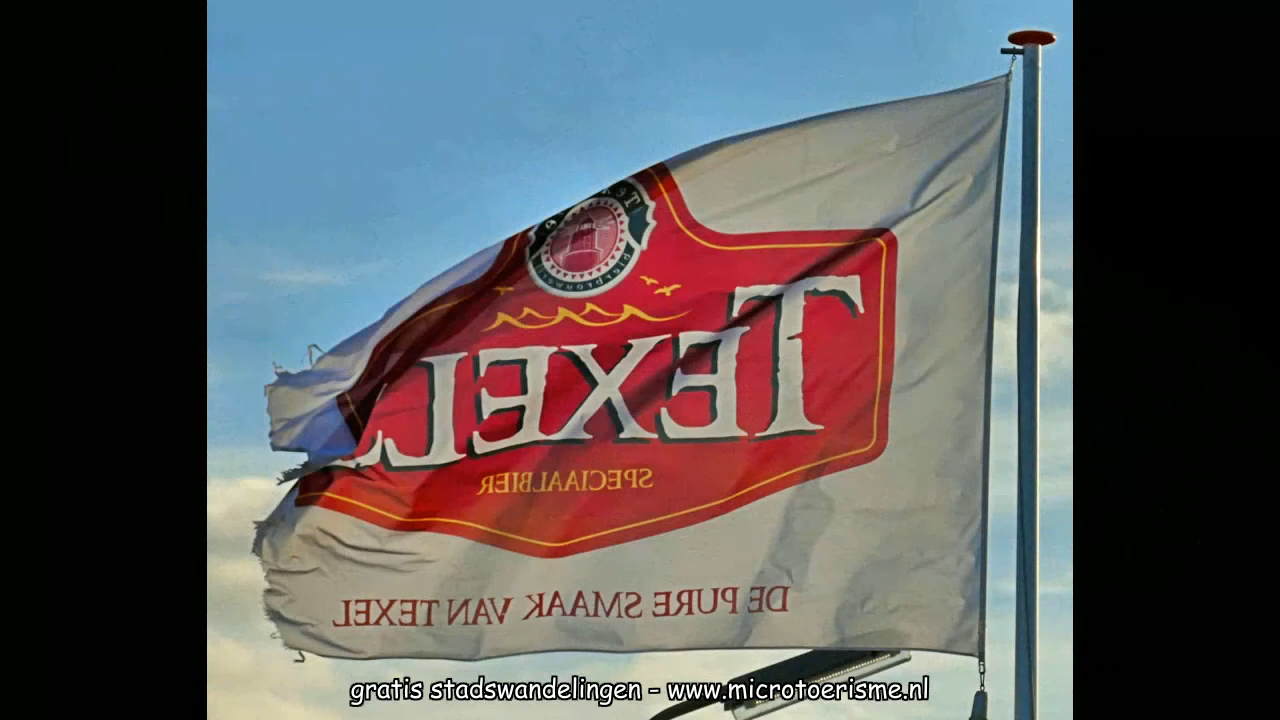 TEXEL
SPECIAALBIER
DE PURE SMAAK VAN TEXEL
gratis stadswandelingen - www.microtoerisme.nl